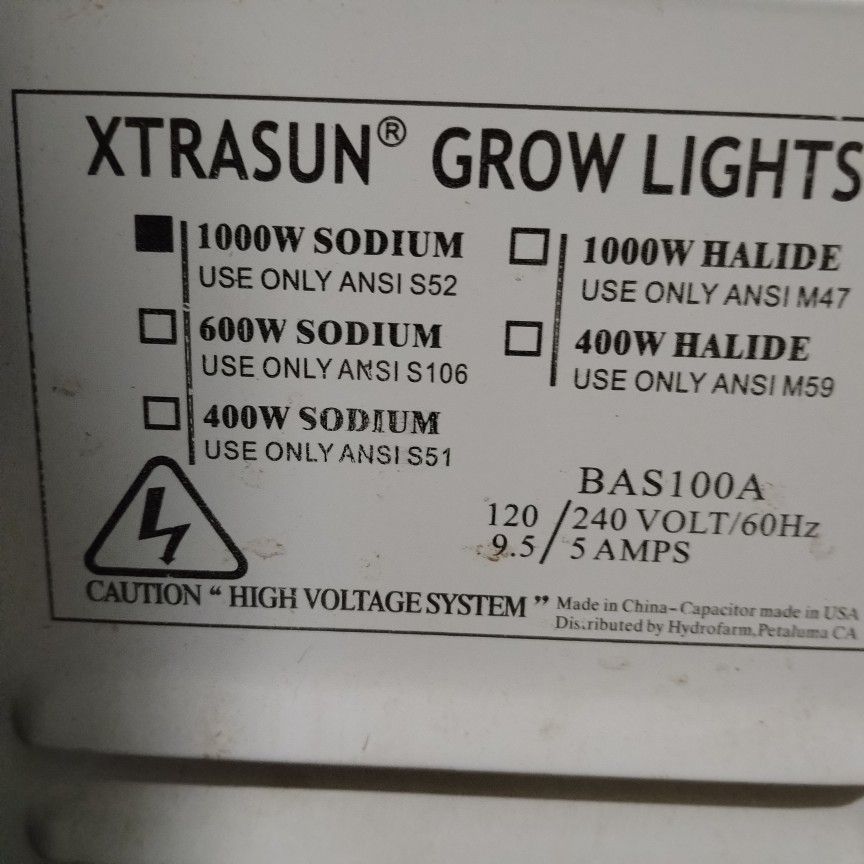 XTRASUN® GROW LIGHTS
1000W SODIUM
USE ONLY ANSI S52
600W SODIUM
USE ONLY ANSI S106
400W SODIUM
USE ONLY ANSI S51
1000W HALIDE
USE ONLY ANSI M47
400W HALIDE
USE ONLY ANSI M59
BAS100A
120/240 VOLT/60Hz
9.5/5 AMPS
CAUTION “ HIGH VOLTAGE SYSTEM ”
Made in China-Capacitor made in USA
Distributed by Hydrofarm,Petaluma CA